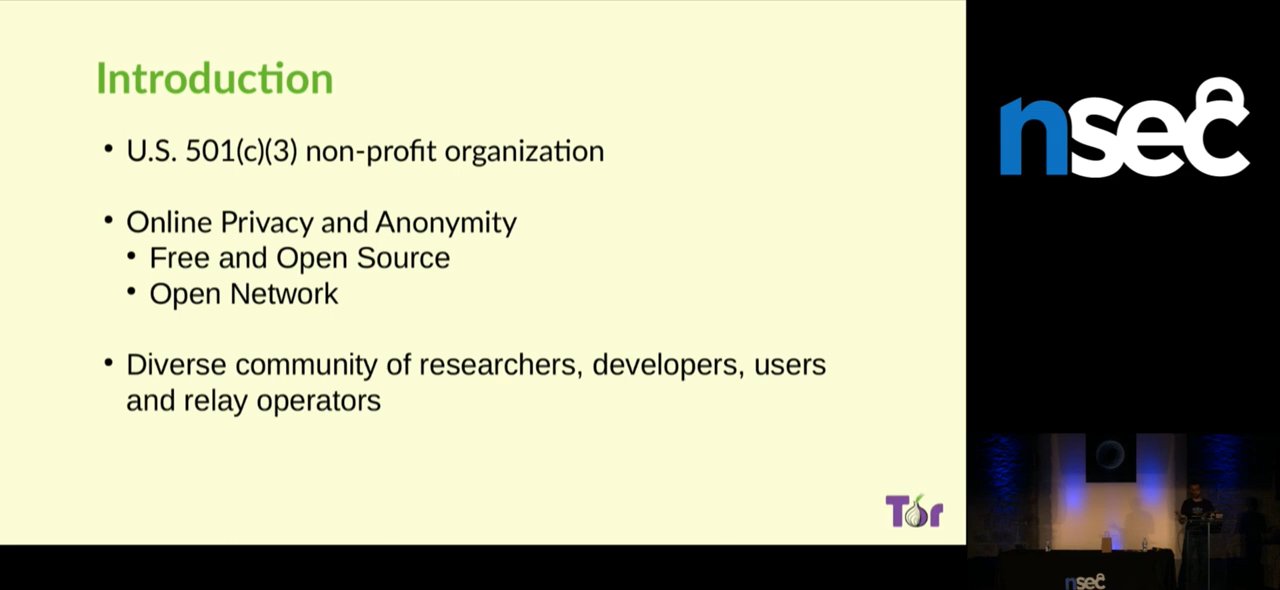 Introduction
• U.S. 501(c)(3) non-profit organization
• Online Privacy and Anonymity
• Free and Open Source
• Open Network
• Diverse community of researchers, developers, users
and relay operators
Tor
nsec
nsec